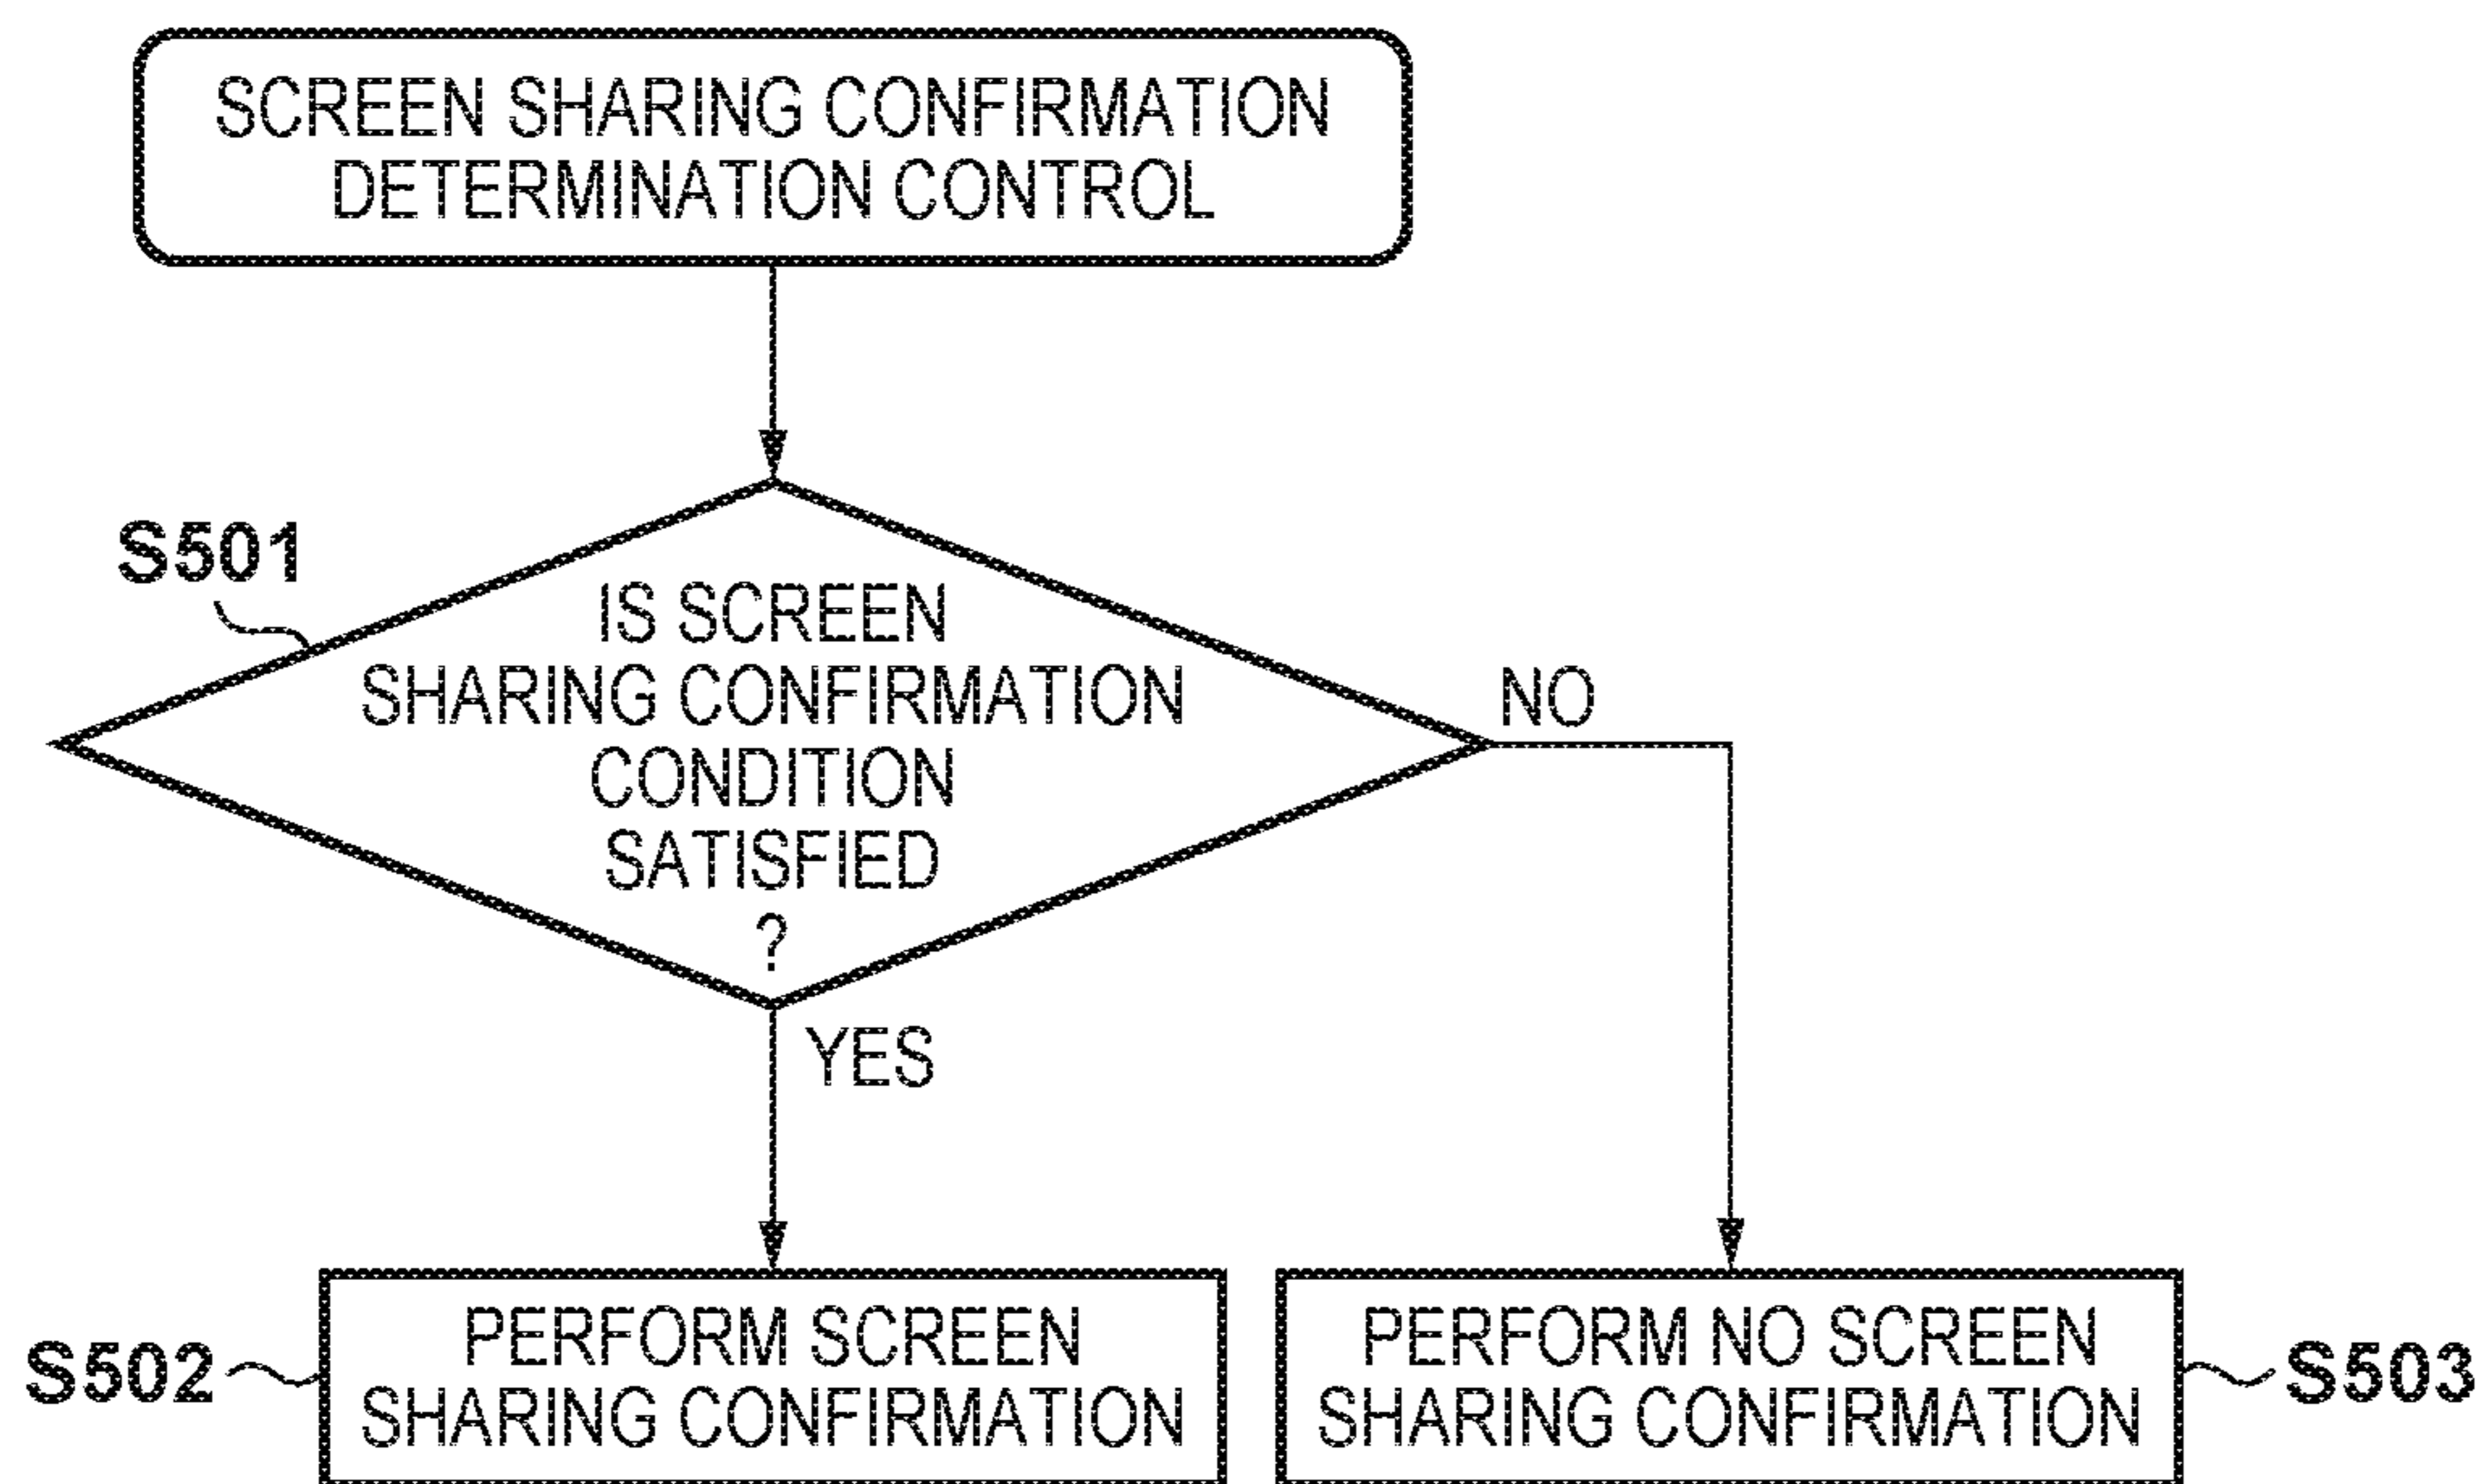 SCREEN SHARING CONFIRMATION
DETERMINATION CONTROL
S501
IS SCREEN
SHARING CONFIRMATION
CONDITION
SATISFIED
?
NO
YES
S502
PERFORM SCREEN
SHARING CONFIRMATION
PERFORM NO SCREEN
SHARING CONFIRMATION
S503